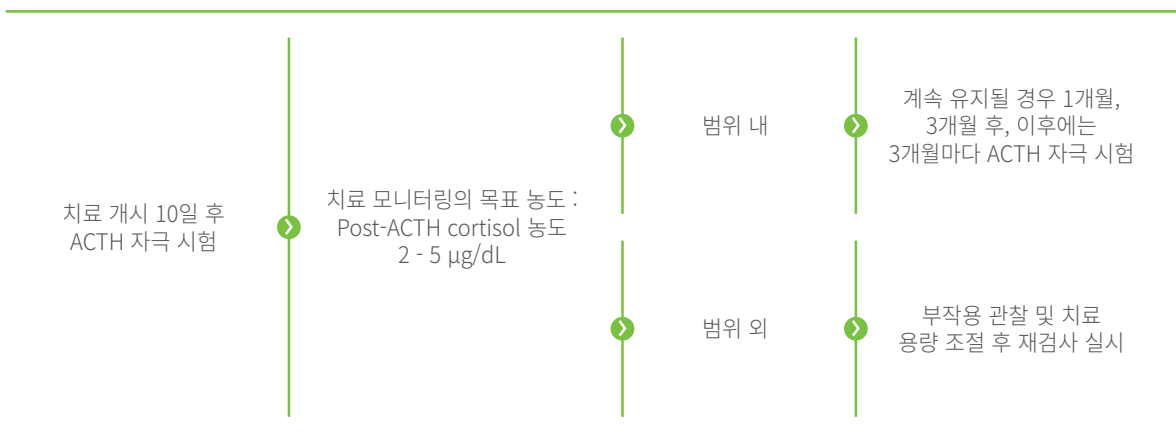 치료 개시 10일 후
ACTH 자극 시험
치료 모니터링의 목표 농도 :
Post-ACTH cortisol 농도
2 - 5 μg/dL
범위 내
계속 유지될 경우 1개월,
3개월 후, 이후에는
3개월마다 ACTH 자극 시험
범위 외
부작용 관찰 및 치료
용량 조절 후 재검사 실시